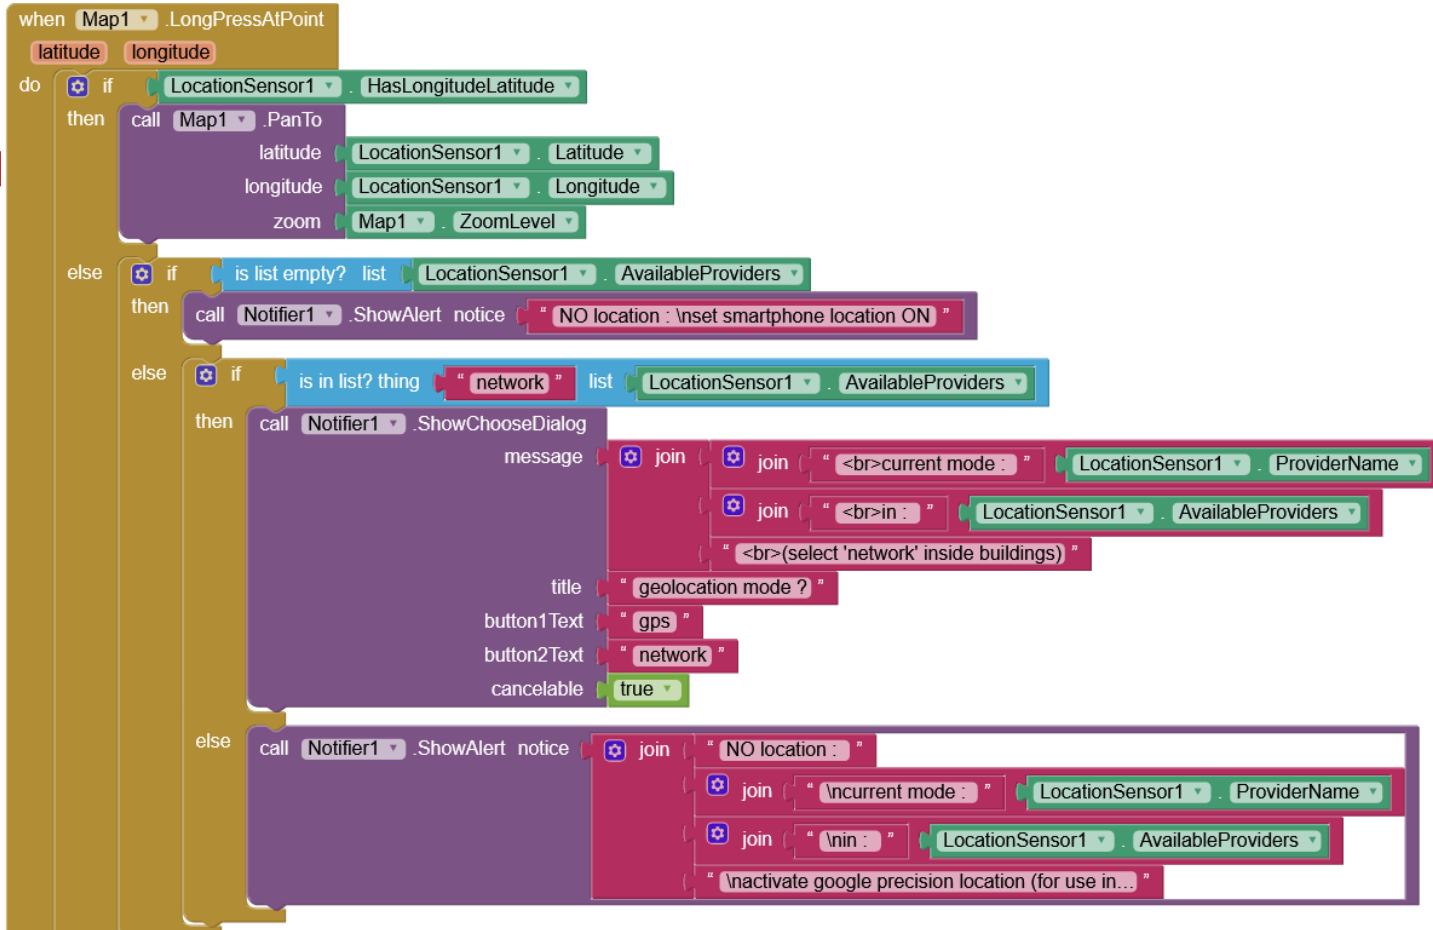 when Map1 .LongPressAtPoint
latitude longitude
do if LocationSensor1 . HasLongitudeLatitude
then call Map1 .PanTo
latitude LocationSensor1 . Latitude
longitude LocationSensor1 . Longitude
zoom Map1 . ZoomLevel
else if is list empty? list LocationSensor1 . AvailableProviders
then call Notifier1 .ShowAlert notice “ NO location : \nset smartphone location ON ”
else if is in list? thing “ network ” list LocationSensor1 . AvailableProviders
then call Notifier1 .ShowChooseDialog
message join join “ <br>current mode : ” LocationSensor1 . ProviderName
join “ <br>in : ” LocationSensor1 . AvailableProviders
“ <br>(select 'network' inside buildings) ”
title “ geolocation mode ? ”
button1Text “ gps ”
button2Text “ network ”
cancelable true
else call Notifier1 .ShowAlert notice join “ NO location : ”
join “ \ncurrent mode : ” LocationSensor1 . ProviderName
join “ \nin : ” LocationSensor1 . AvailableProviders
“ \nactivate google precision location (for use in... ”